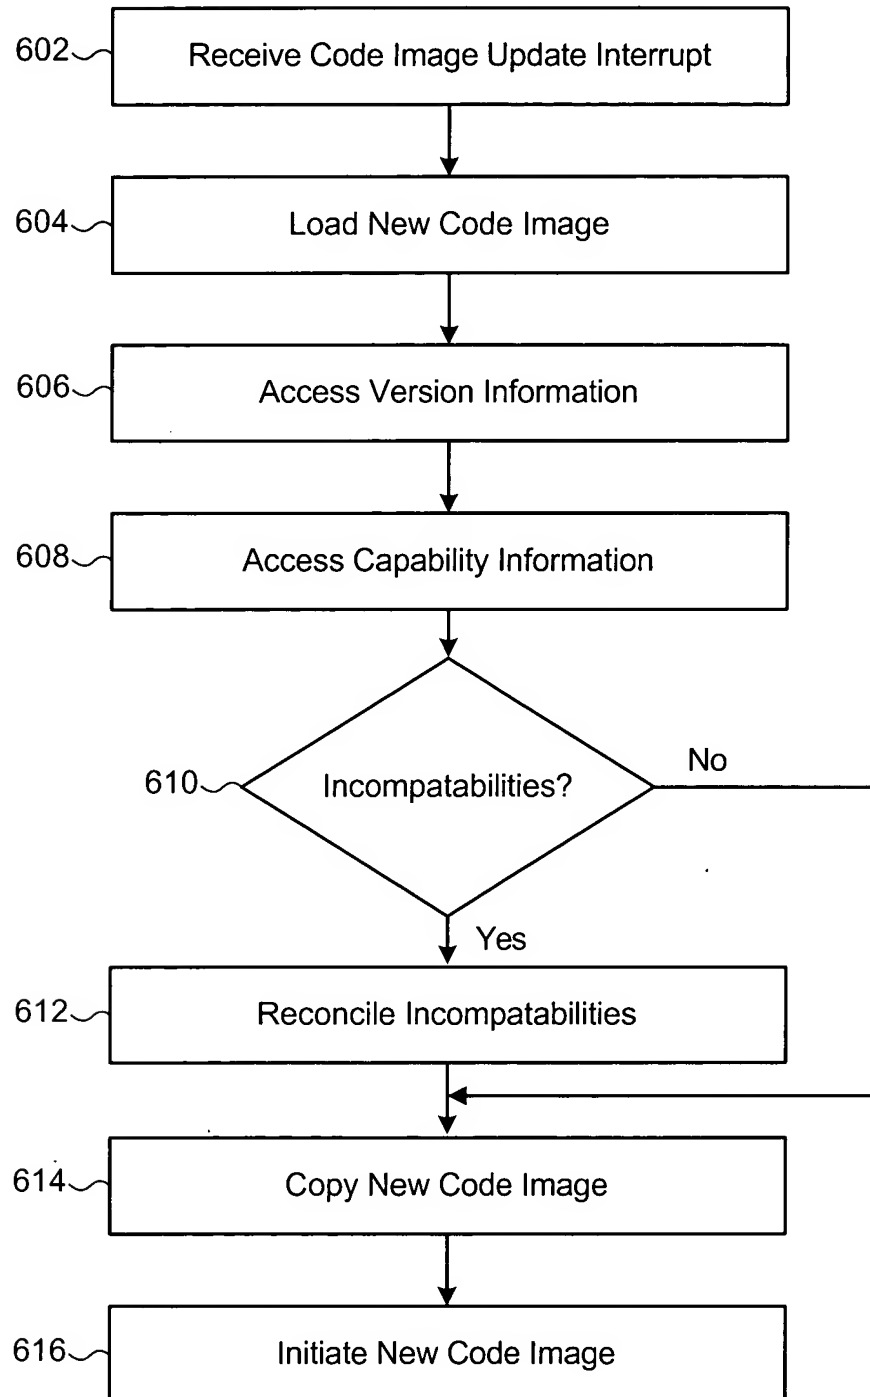 602
Receive Code Image Update Interrupt
604
Load New Code Image
606
Access Version Information
608
Access Capability Information
610
Incompatabilities?
No
Yes
612
Reconcile Incompatabilities
614
Copy New Code Image
616
Initiate New Code Image